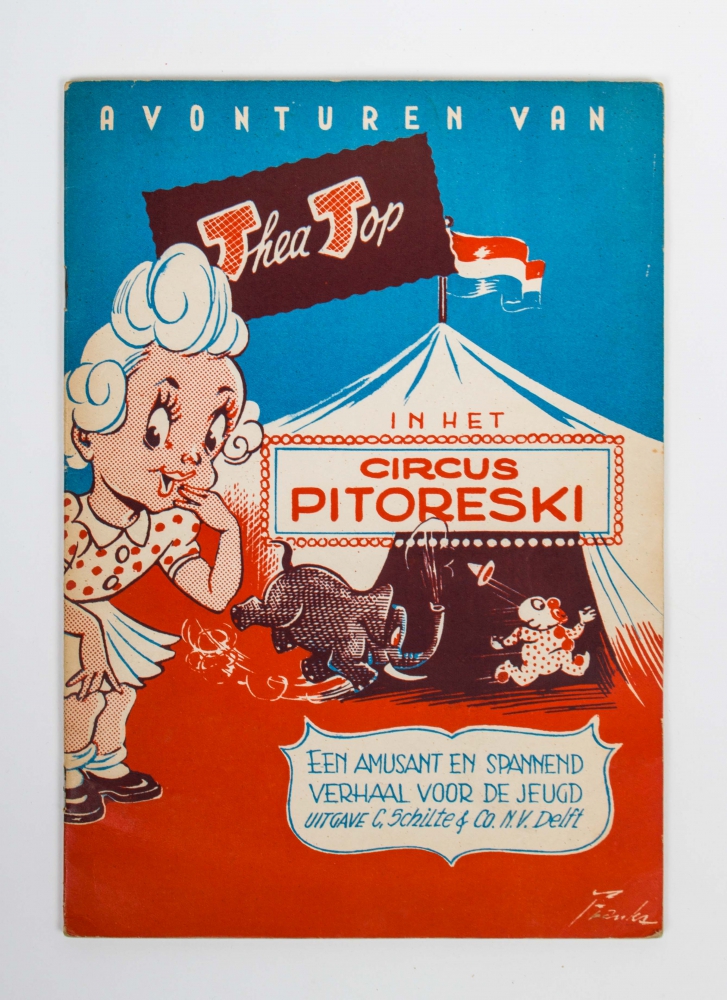 AVONTUREN VAN
Thea Top
IN HET
CIRCUS
PITORESKI
EEN AMUSANT EN SPANNEND
VERHAAL VOOR DE JEUGD
UITGAVE C. Schilte & Co. N.V. Delft